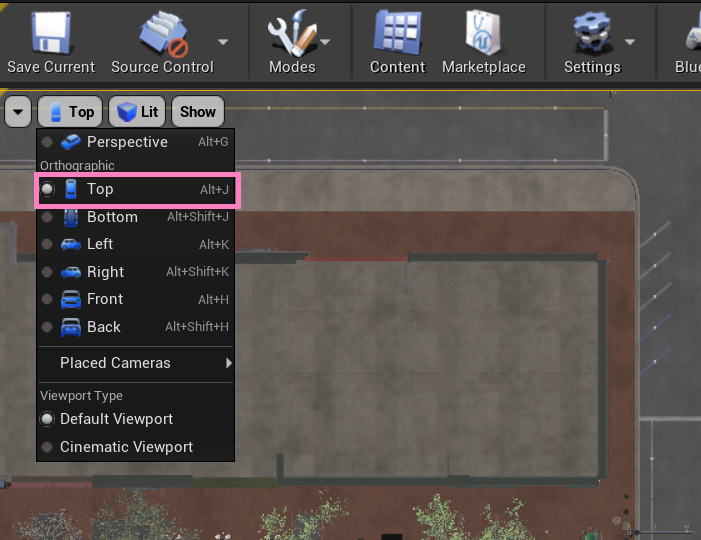 Save Current Source Control Modes Content Marketplace Settings Blu
Top Lit Show
Perspective Alt+G
Orthographic
Top Alt+J
Bottom Alt+Shift+J
Left Alt+K
Right Alt+Shift+K
Front Alt+H
Back Alt+Shift+H
Placed Cameras
Viewport Type
Default Viewport
Cinematic Viewport